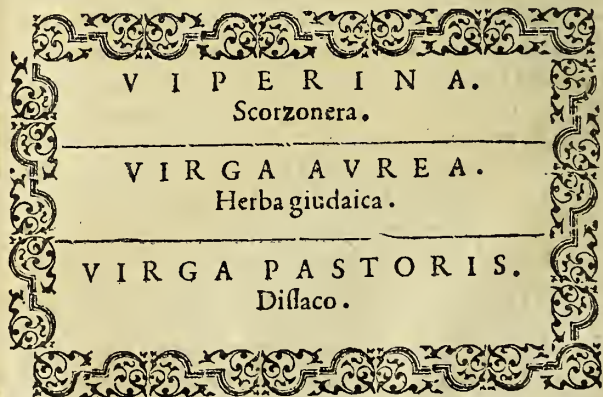 VIPERINA.
Scorzonera.
VIRGA AVREA.
Herba giudaica.
VIRGA PASTORIS.
Diſſaco.